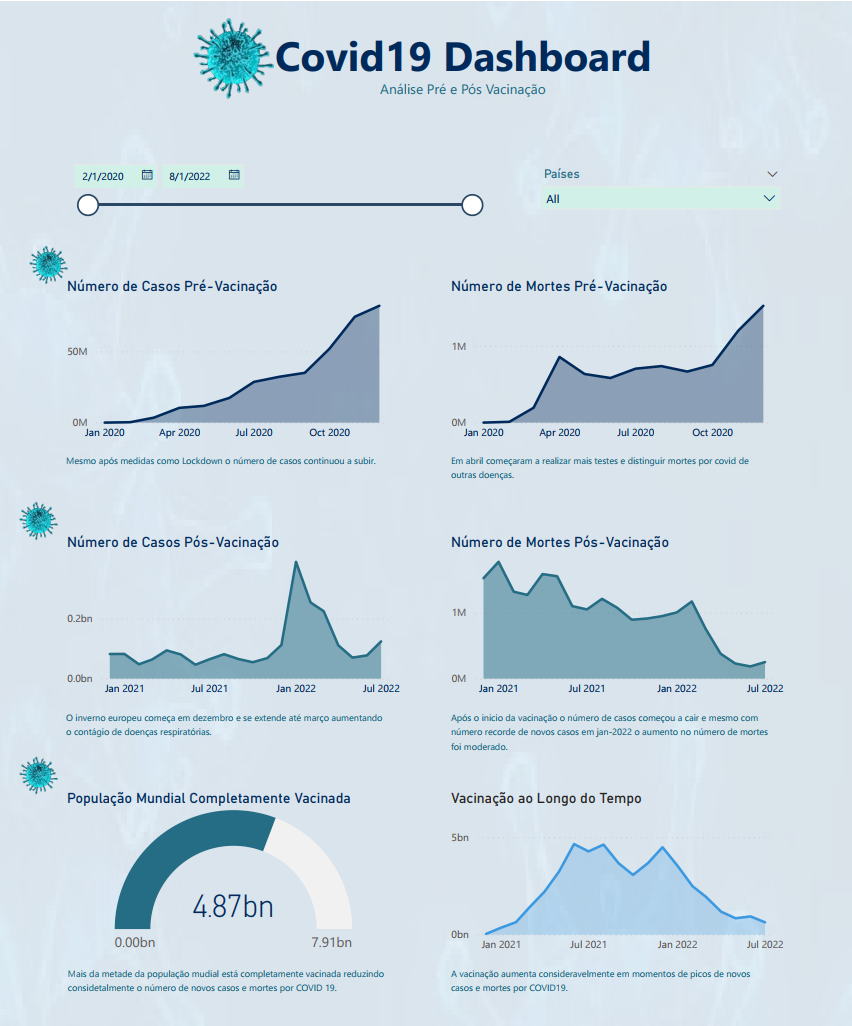 Covid19 Dashboard
Análise Pré e Pós Vacinação
2/1/2020
8/1/2022
Países
All
Número de Casos Pré-Vacinação
50M
0M
Jan 2020
Apr 2020
Jul 2020
Oct 2020
Mesmo após medidas como Lockdown o número de casos continuou a subir.
Número de Mortes Pré-Vacinação
1M
0M
Jan 2020
Apr 2020
Jul 2020
Oct 2020
Em abril começaram a realizar mais testes e distinguir mortes por covid de
outras doenças.
Número de Casos Pós-Vacinação
0.2bn
0.0bn
Jan 2021
Jul 2021
Jan 2022
Jul 2022
O inverno europeu começa em dezembro e se extende até março aumentando
o contágio de doenças respiratórias.
Número de Mortes Pós-Vacinação
1M
0M
Jan 2021
Jul 2021
Jan 2022
Jul 2022
Após o inicio da vacinação o número de casos começou a cair e mesmo com
número recorde de novos casos em jan-2022 o aumento no número de mortes
foi moderado.
População Mundial Completamente Vacinada
4.87bn
0.00bn
7.91bn
Mais da metade da população mudial está completamente vacinada reduzindo
considetalmente o número de novos casos e mortes por COVID 19.
Vacinação ao Longo do Tempo
5bn
0bn
Jan 2021
Jul 2021
Jan 2022
Jul 2022
A vacinação aumenta consideravelmente em momentos de picos de novos
casos e mortes por COVID19.